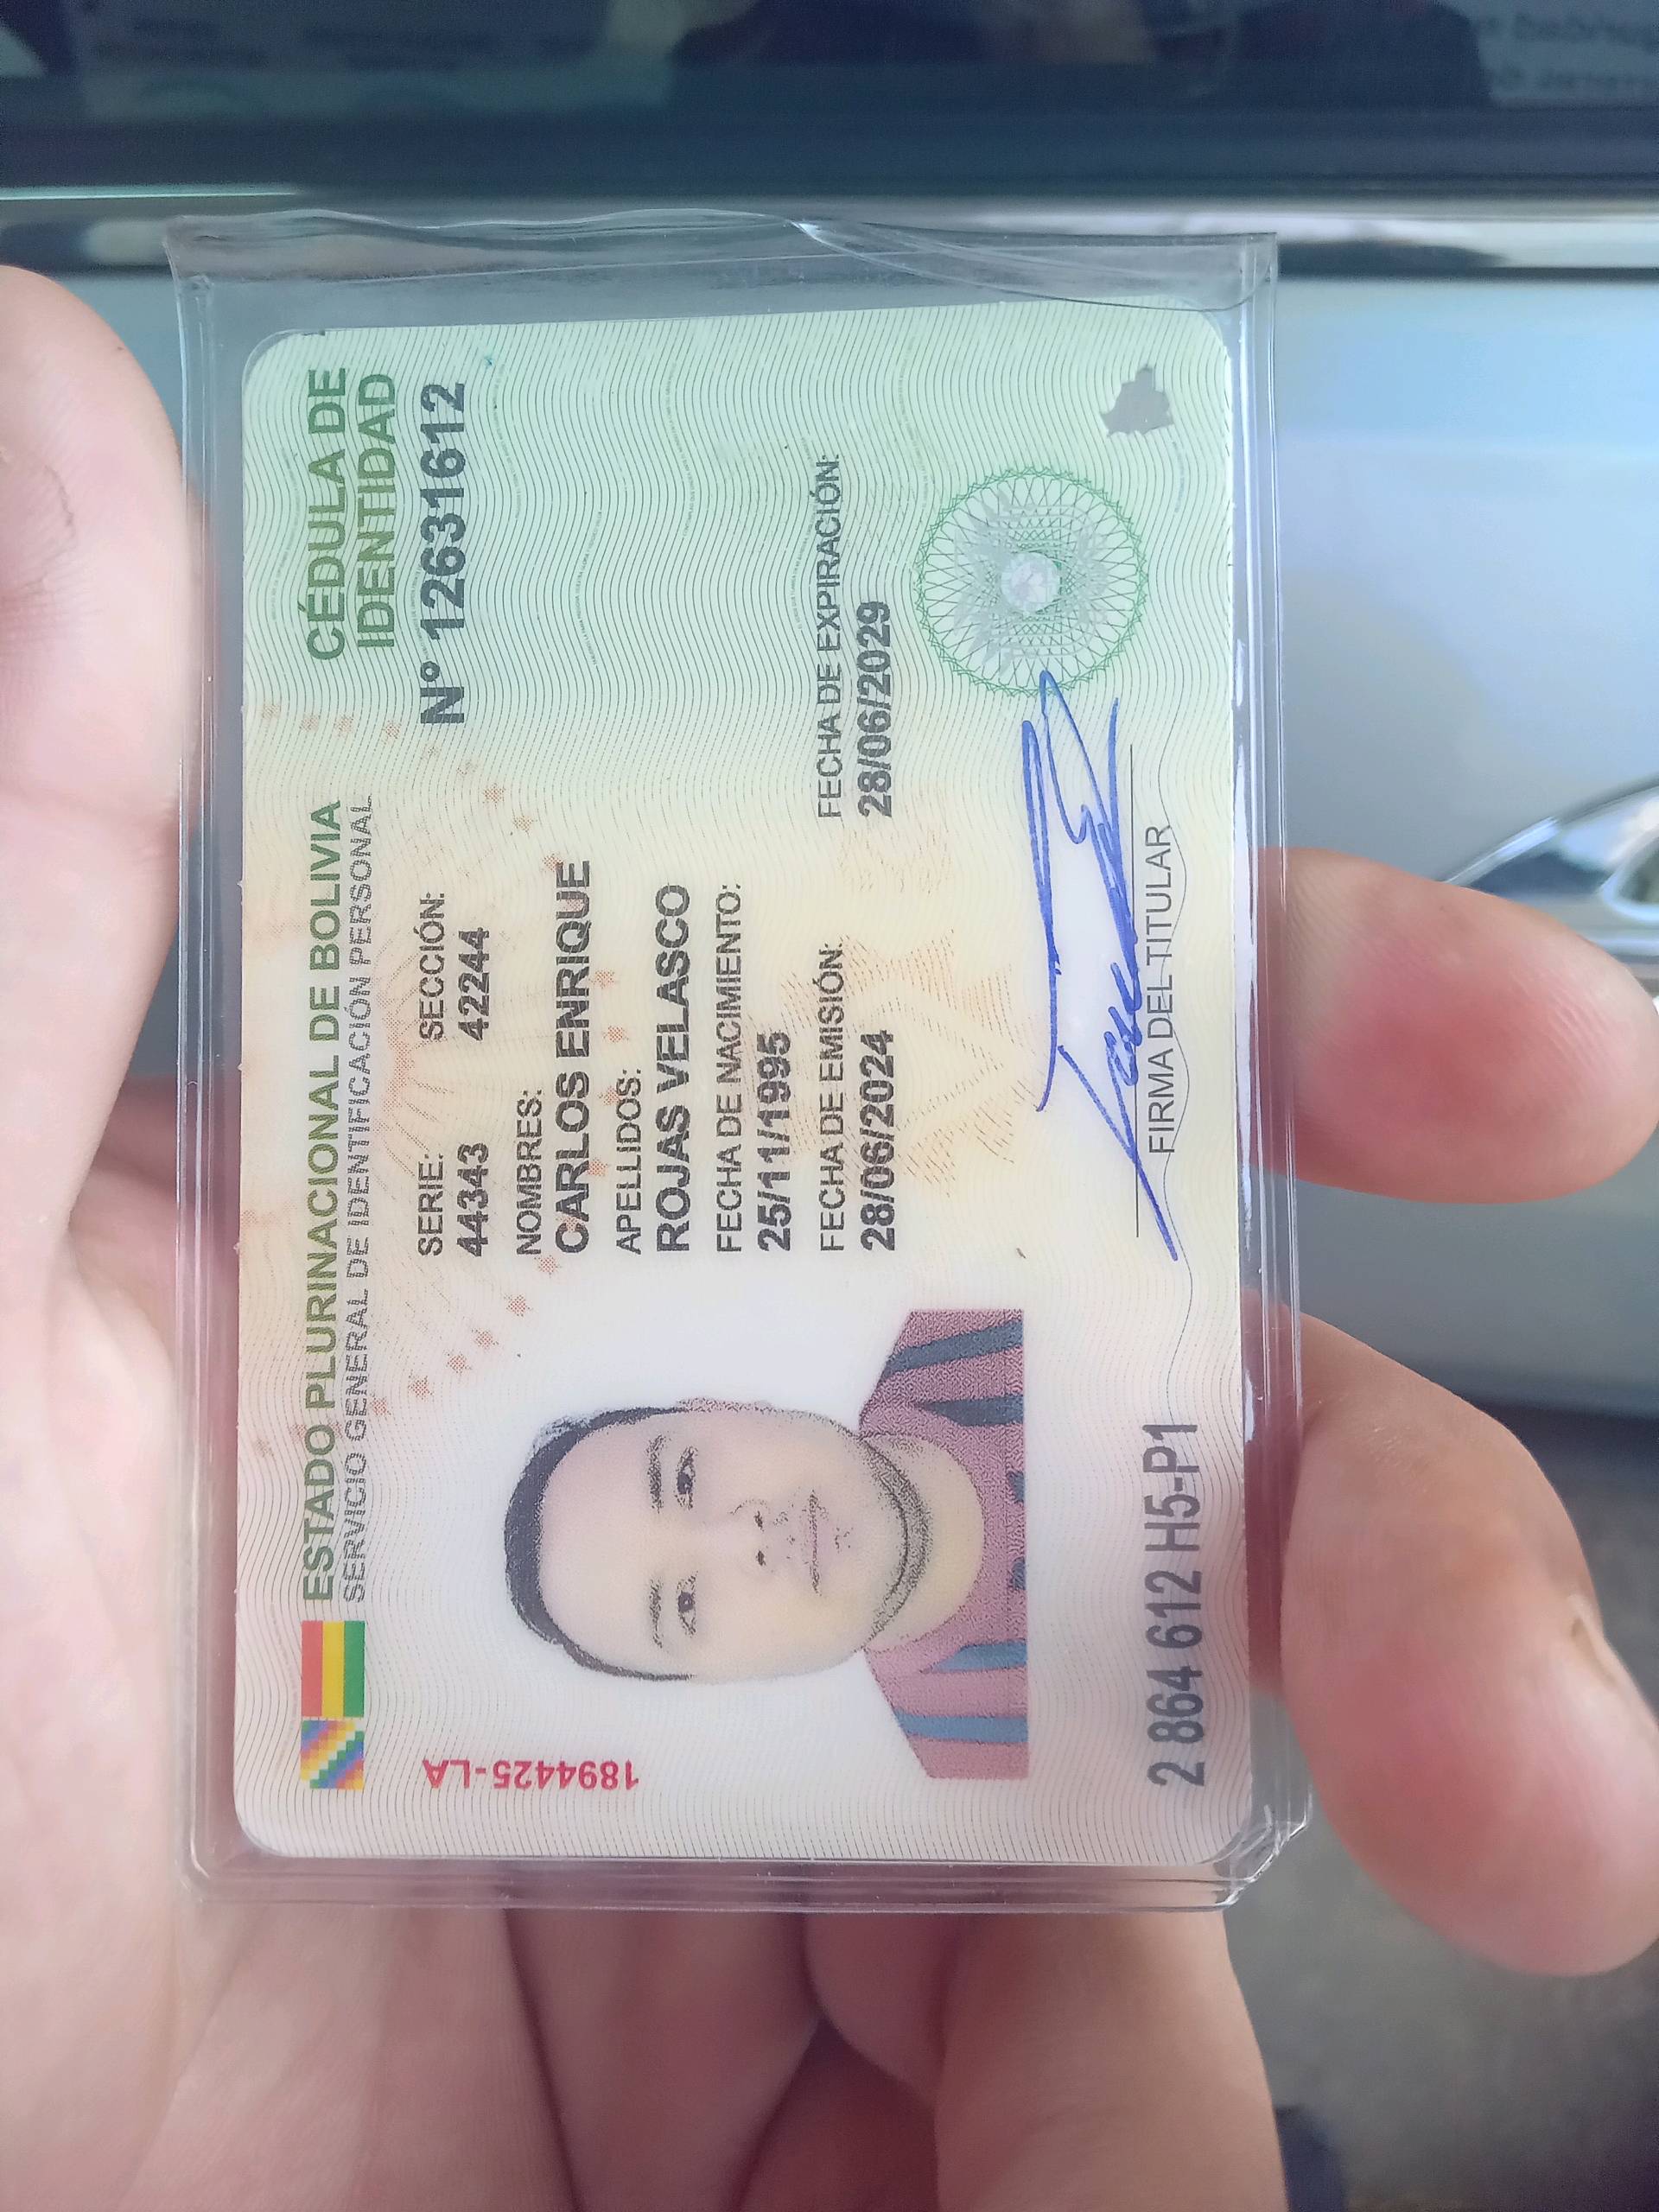 ESTADO PLURINACIONAL DE BOLIVIA
SERVICIO GENERAL DE IDENTIFICACIÓN PERSONAL
CÉDULA DE
IDENTIDAD
N° 12631612
SERIE: SECCIÓN:
44343 42244
NOMBRES:
CARLOS ENRIQUE
APELLIDOS:
ROJAS VELASCO
FECHA DE NACIMIENTO:
25/11/1995
FECHA DE EMISIÓN: FECHA DE EXPIRACIÓN:
28/06/2024 28/06/2029
1894425-LA
FIRMA DEL TITULAR
2 864 612 H5-P1